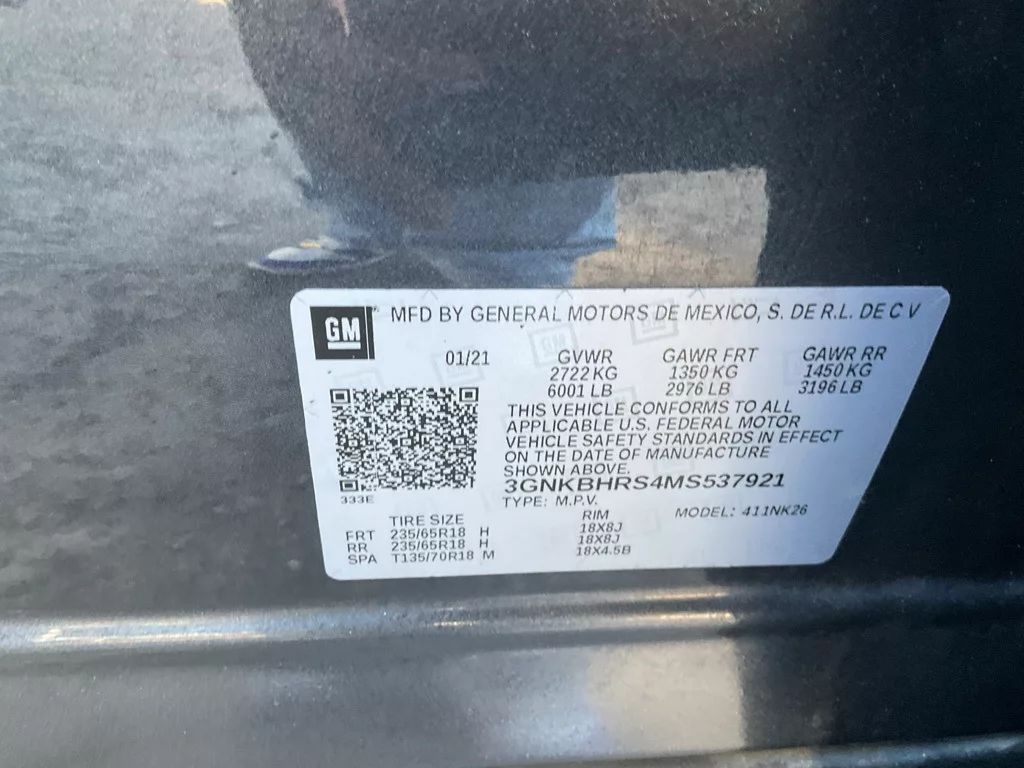 GM
MFD BY GENERAL MOTORS DE MEXICO, S. DE R.L. DE C V
01/21 GVWR GAWR FRT GAWR RR
2722 KG 1350 KG 1450 KG
6001 LB 2976 LB 3196 LB
THIS VEHICLE CONFORMS TO ALL
APPLICABLE U.S. FEDERAL MOTOR
VEHICLE SAFETY STANDARDS IN EFFECT
ON THE DATE OF MANUFACTURE
SHOWN ABOVE.
3GNKBHRS4MS537921
333E
TYPE: M.P.V. MODEL: 411NK26
TIRE SIZE RIM
FRT 235/65R18 H 18X8J
RR 235/65R18 H 18X8J
SPA T135/70R18 M 18X4.5B